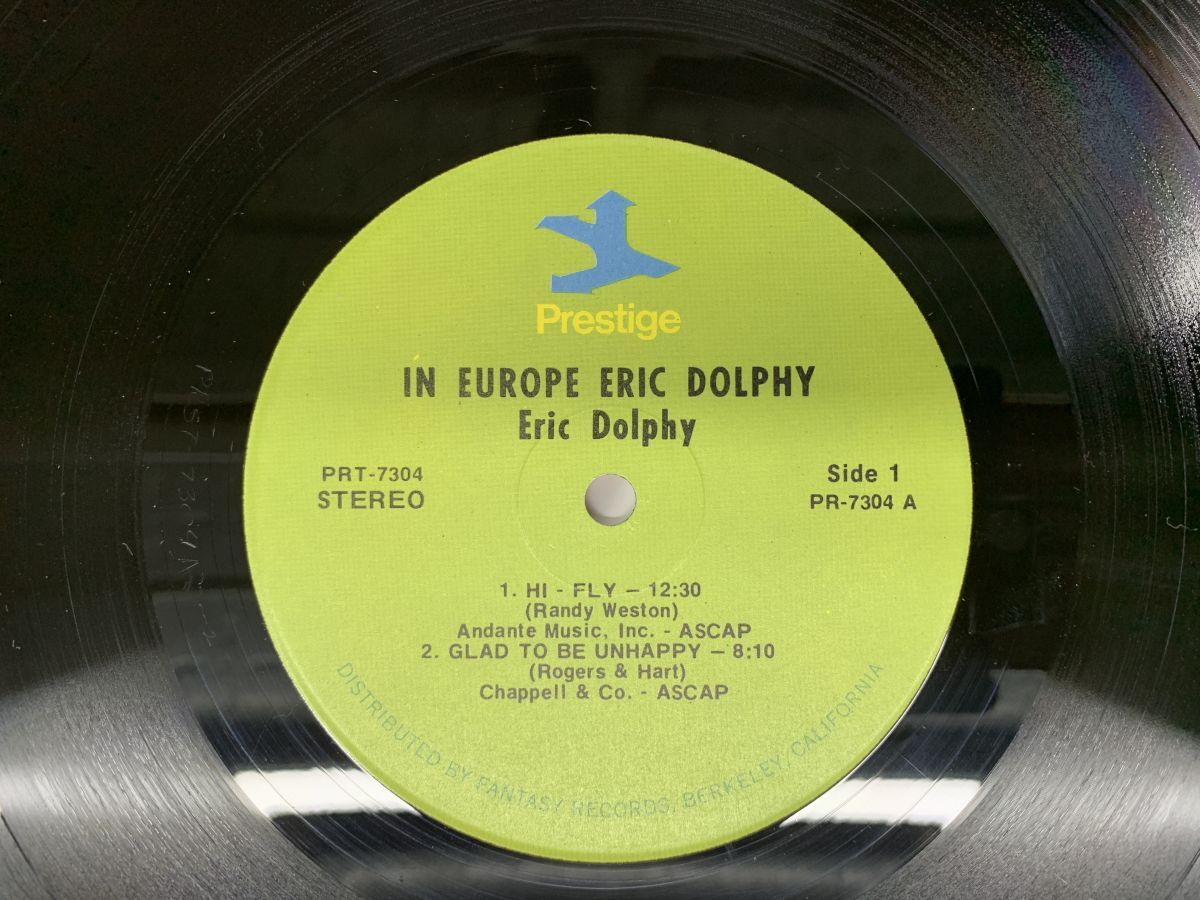 Prestige
IN EUROPE ERIC DOLPHY
Eric Dolphy
PRT-7304
STEREO
Side 1
PR-7304 A
1. HI - FLY – 12:30
(Randy Weston)
Andante Music, Inc. - ASCAP
2. GLAD TO BE UNHAPPY – 8:10
(Rogers & Hart)
Chappell & Co. - ASCAP
DISTRIBUTED BY FANTASY RECORDS, BERKELEY, CALIFORNIA